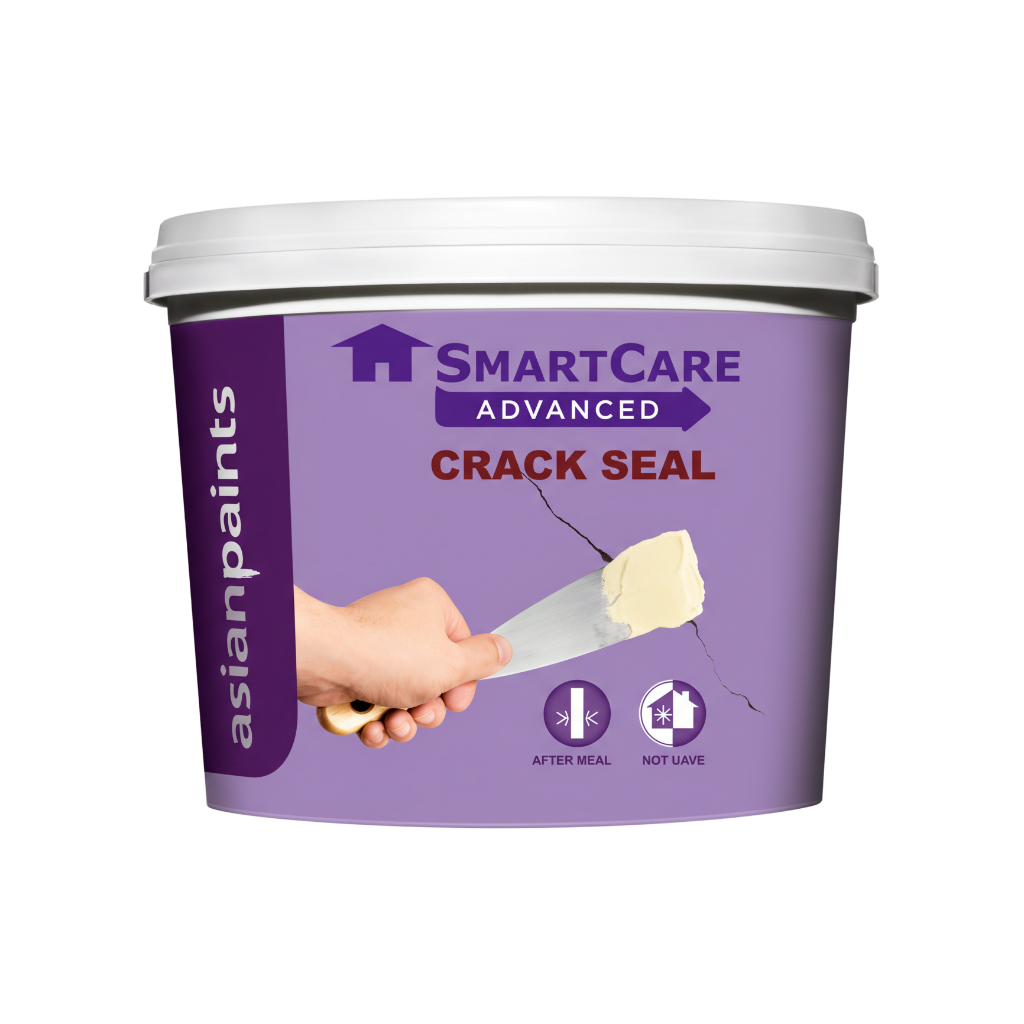 asianpaints
SMARTCARE
ADVANCED
CRACK SEAL
AFTER MEAL
NOT UAVE